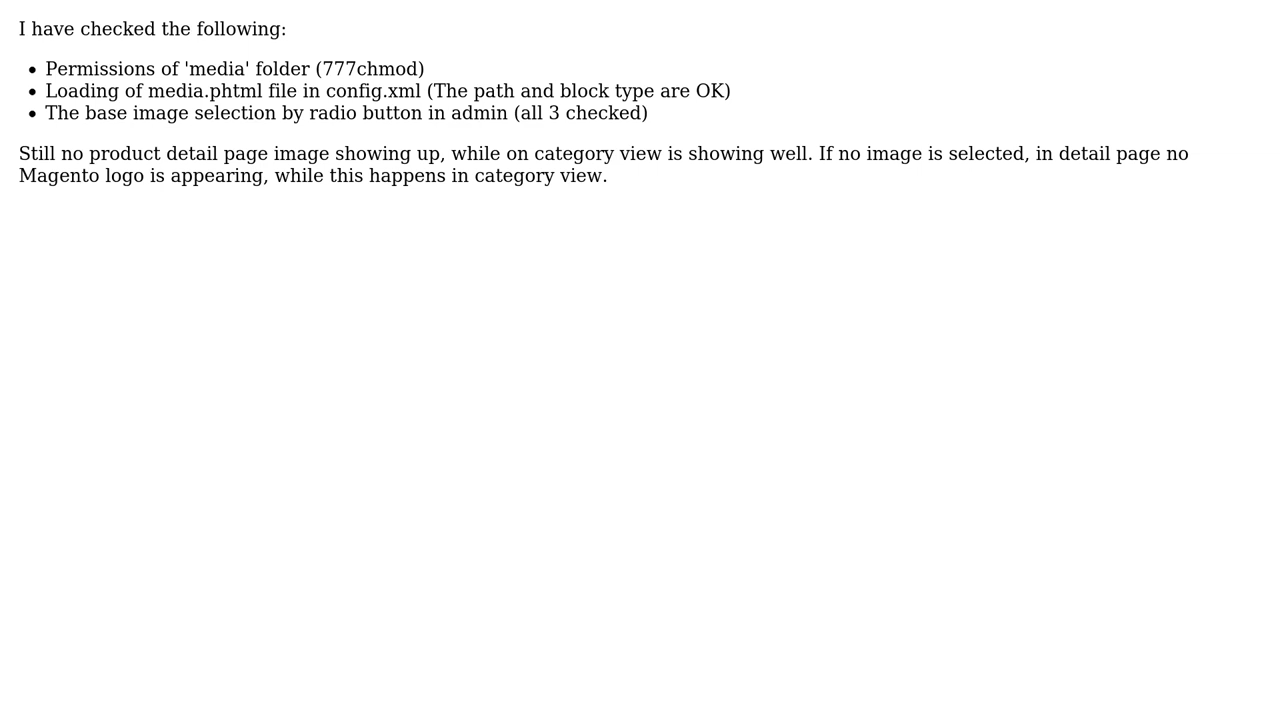 I have checked the following:
Permissions of 'media' folder (777chmod)
Loading of media.phtml file in config.xml (The path and block type are OK)
The base image selection by radio button in admin (all 3 checked)
Still no product detail page image showing up, while on category view is showing well. If no image is selected, in detail page no
Magento logo is appearing, while this happens in category view.